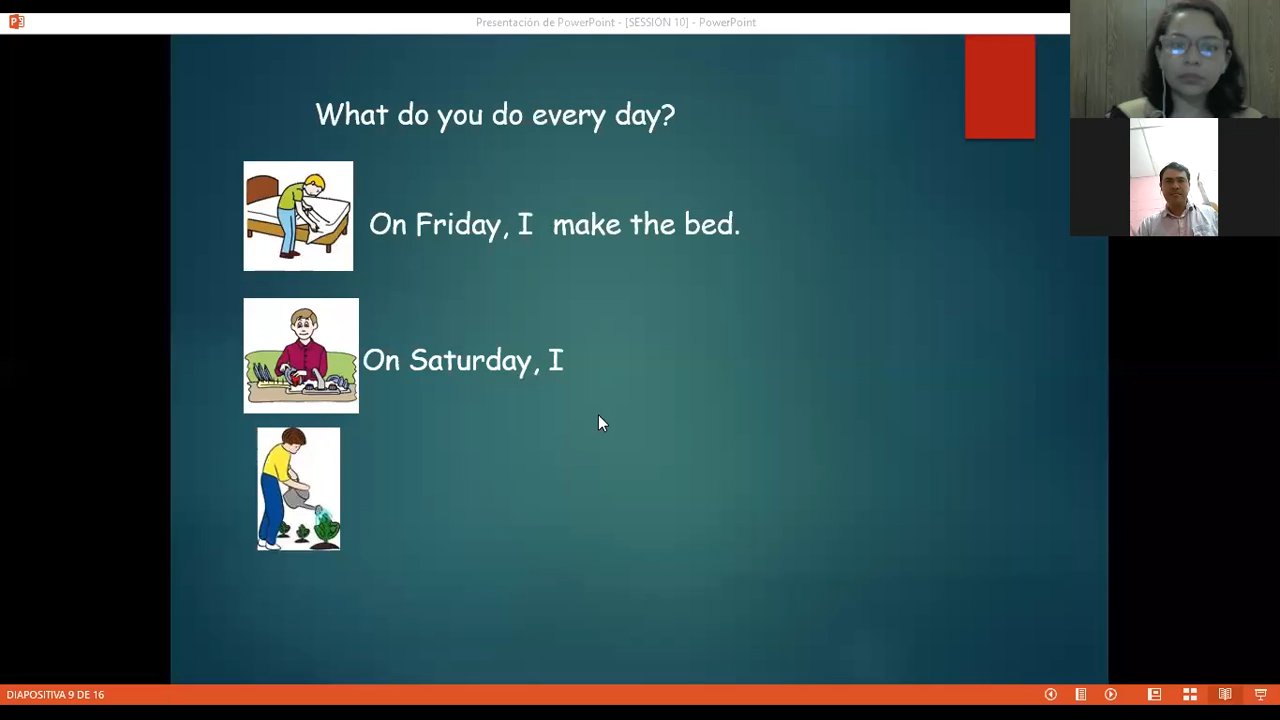 Presentación de PowerPoint - [SESSION 10] - PowerPoint
What do you do every day?
On Friday, I make the bed.
On Saturday, I
DIAPOSITIVA 9 DE 16